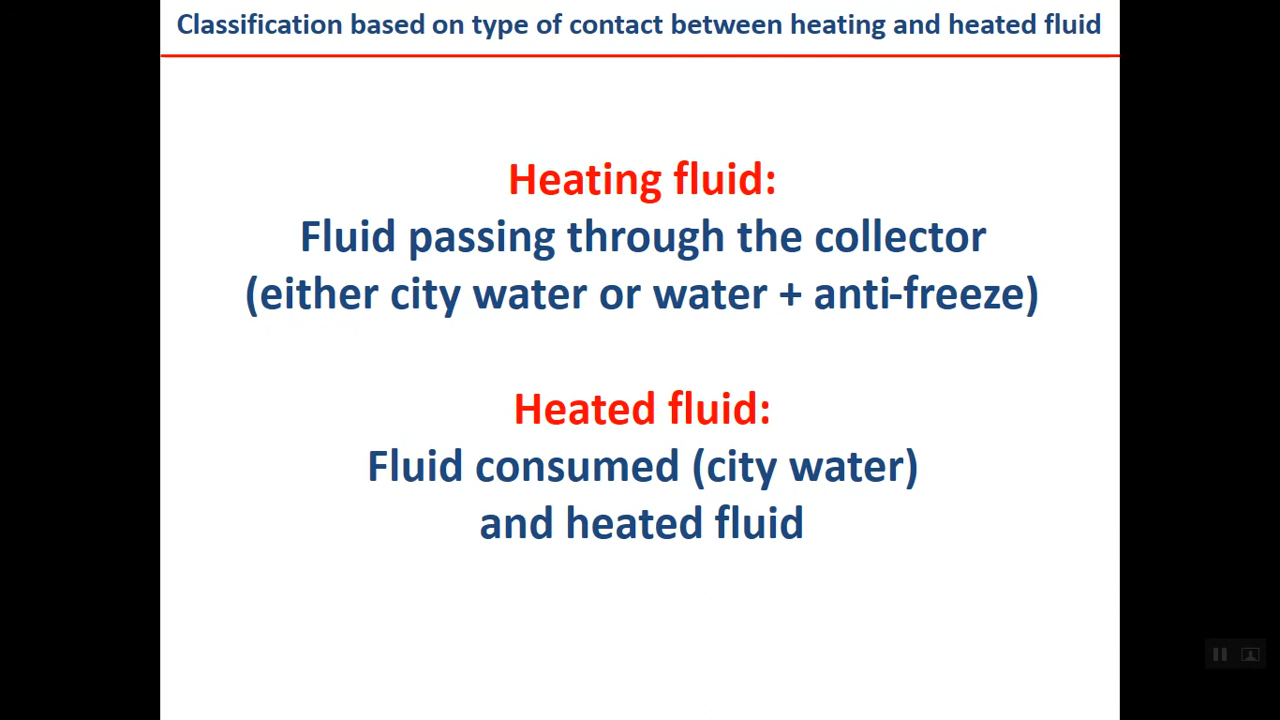 Classification based on type of contact between heating and heated fluid
Heating fluid:
Fluid passing through the collector
(either city water or water + anti-freeze)
Heated fluid:
Fluid consumed (city water)
and heated fluid